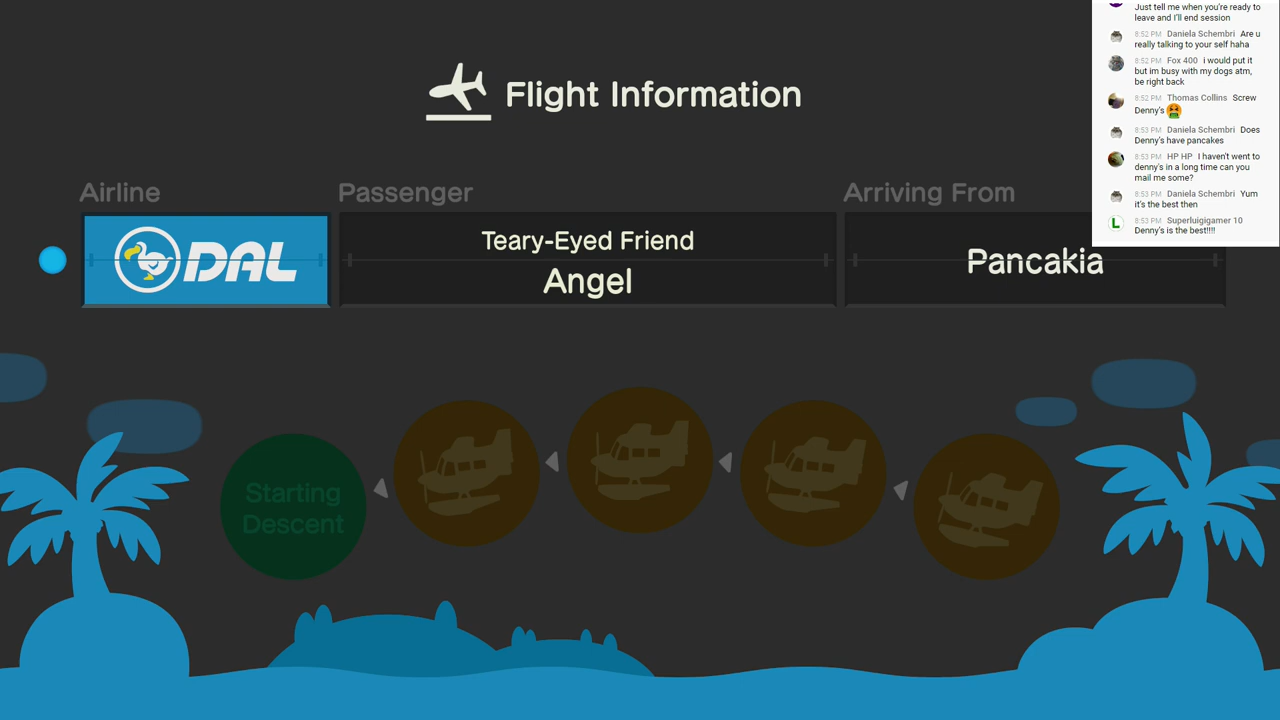 Flight Information
Airline
Passenger
Arriving From
DAL
Teary-Eyed Friend
Angel
Pancakia
Starting
Descent
Just tell me when you're ready to
leave and I'll end session
8:52 PM Daniela Schembri Are u
really talking to your self haha
8:52 PM Fox 400 i would put it
but im busy with my dogs atm,
be right back
8:52 PM Thomas Collins Screw
Denny's 🤮
8:53 PM Daniela Schembri Does
Denny's have pancakes
8:53 PM HP HP I haven't went to
denny's in a long time can you
mail me some?
8:53 PM Daniela Schembri Yum
it's the best then
L
8:53 PM Superluigigamer 10
Denny's is the best!!!!